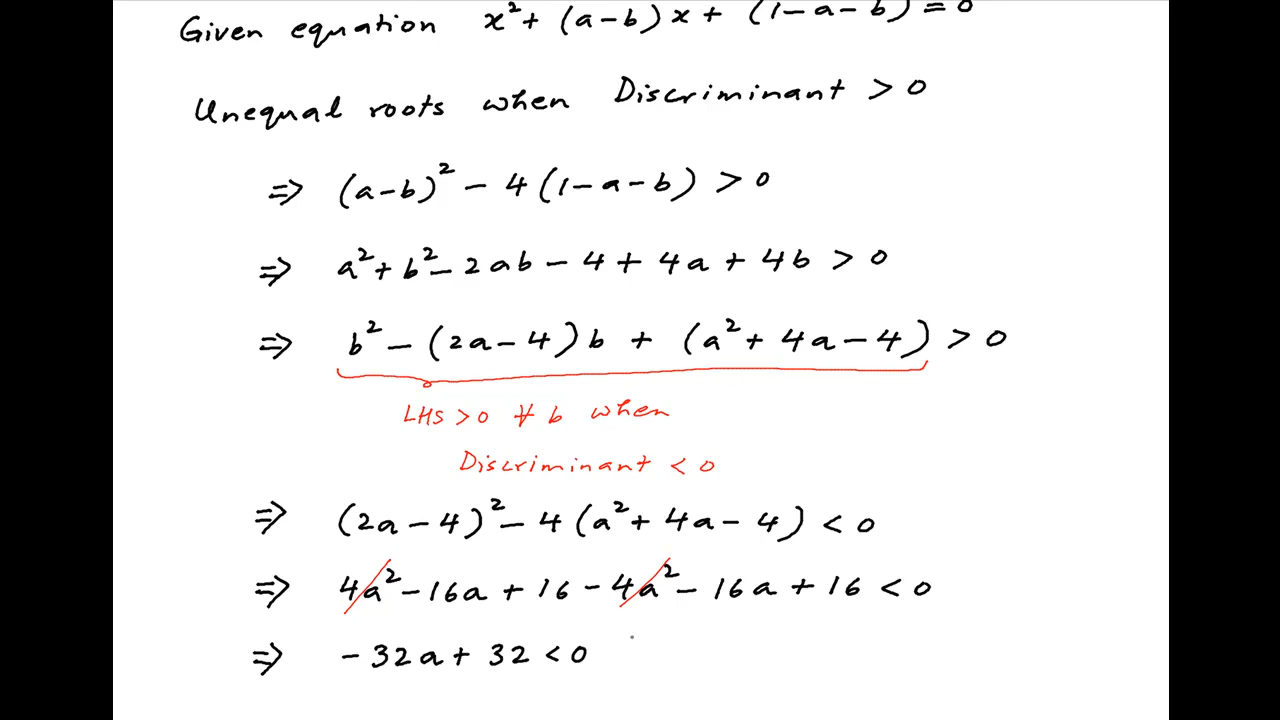 Given equation x² + (a-b)x + (1-a-b) = 0
Unequal roots when Discriminant > 0
⇒ (a-b)² - 4(1-a-b) > 0
⇒ a² + b² - 2ab - 4 + 4a + 4b > 0
⇒ b² - (2a-4)b + (a² + 4a - 4) > 0
LHS > 0 ∀ b when
Discriminant < 0
⇒ (2a-4)² - 4(a² + 4a - 4) < 0
⇒ 4a² - 16a + 16 - 4a² - 16a + 16 < 0
⇒ -32a + 32 < 0